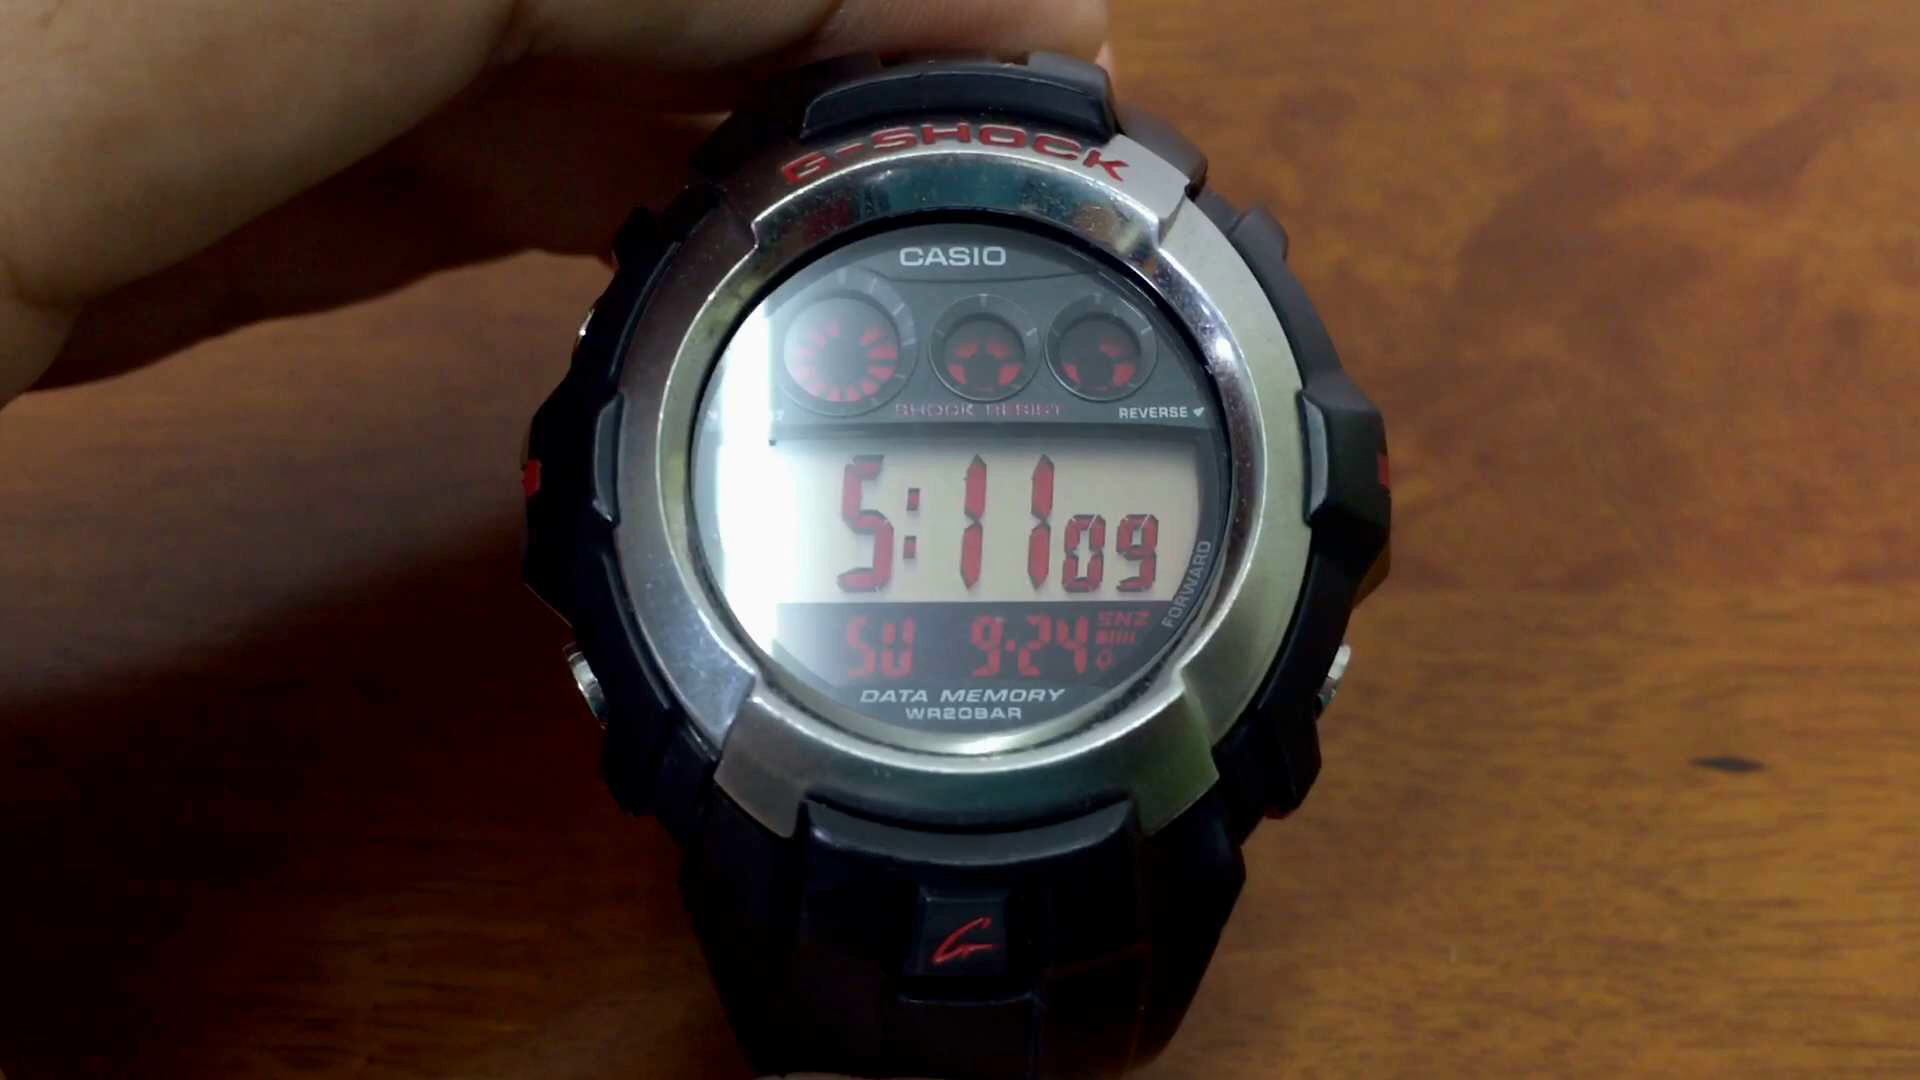 G-SHOCK
CASIO
SHOCK RESIST
REVERSE
5:11 09
FORWARD
SU 9-24 SNZ
DATA MEMORY
WR20BAR
G